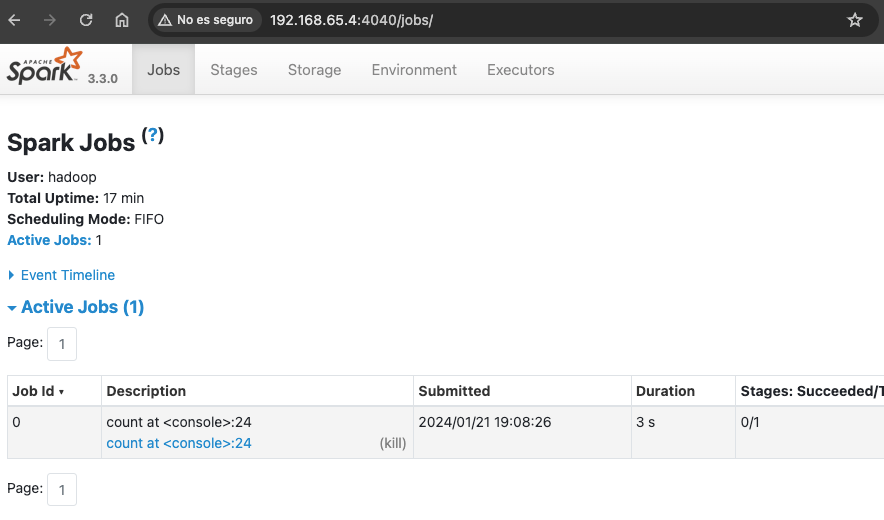 No es seguro 192.168.65.4:4040/jobs/
APACHE Spark 3.3.0 Jobs Stages Storage Environment Executors
Spark Jobs (?)
User: hadoop
Total Uptime: 17 min
Scheduling Mode: FIFO
Active Jobs: 1
Event Timeline
Active Jobs (1)
Page: 1
Job Id ▾ Description Submitted Duration Stages: Succeeded/T
0 count at <console>:24 2024/01/21 19:08:26 3 s 0/1
count at <console>:24 (kill)
Page: 1